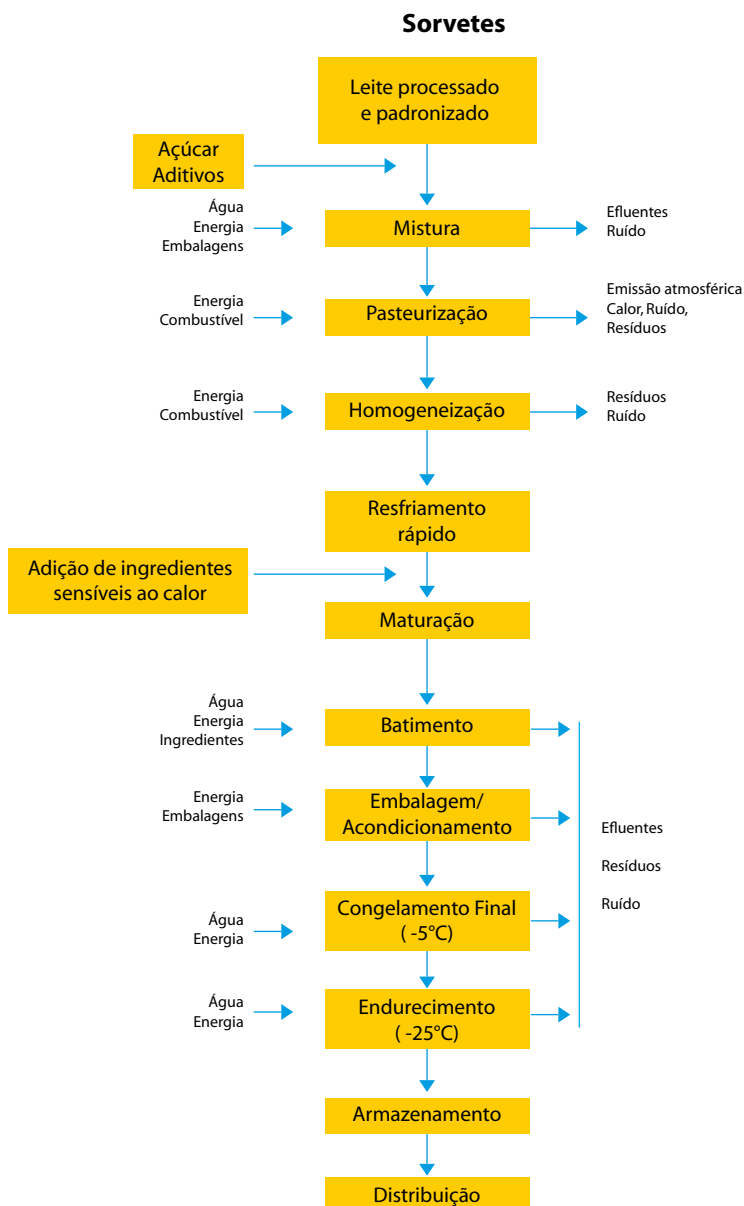 Sorvetes
Leite processado
e padronizado
Açúcar
Aditivos
Água
Energia
Embalagens
Mistura
Efluentes
Ruído
Energia
Combustível
Pasteurização
Emissão atmosférica
Calor, Ruído,
Resíduos
Energia
Combustível
Homogeneização
Resíduos
Ruído
Resfriamento
rápido
Adição de ingredientes
sensíveis ao calor
Maturação
Água
Energia
Ingredientes
Batimento
Energia
Embalagens
Embalagem/
Acondicionamento
Efluentes
Resíduos
Ruído
Água
Energia
Congelamento Final
( -5°C)
Água
Energia
Endurecimento
( -25°C)
Armazenamento
Distribuição